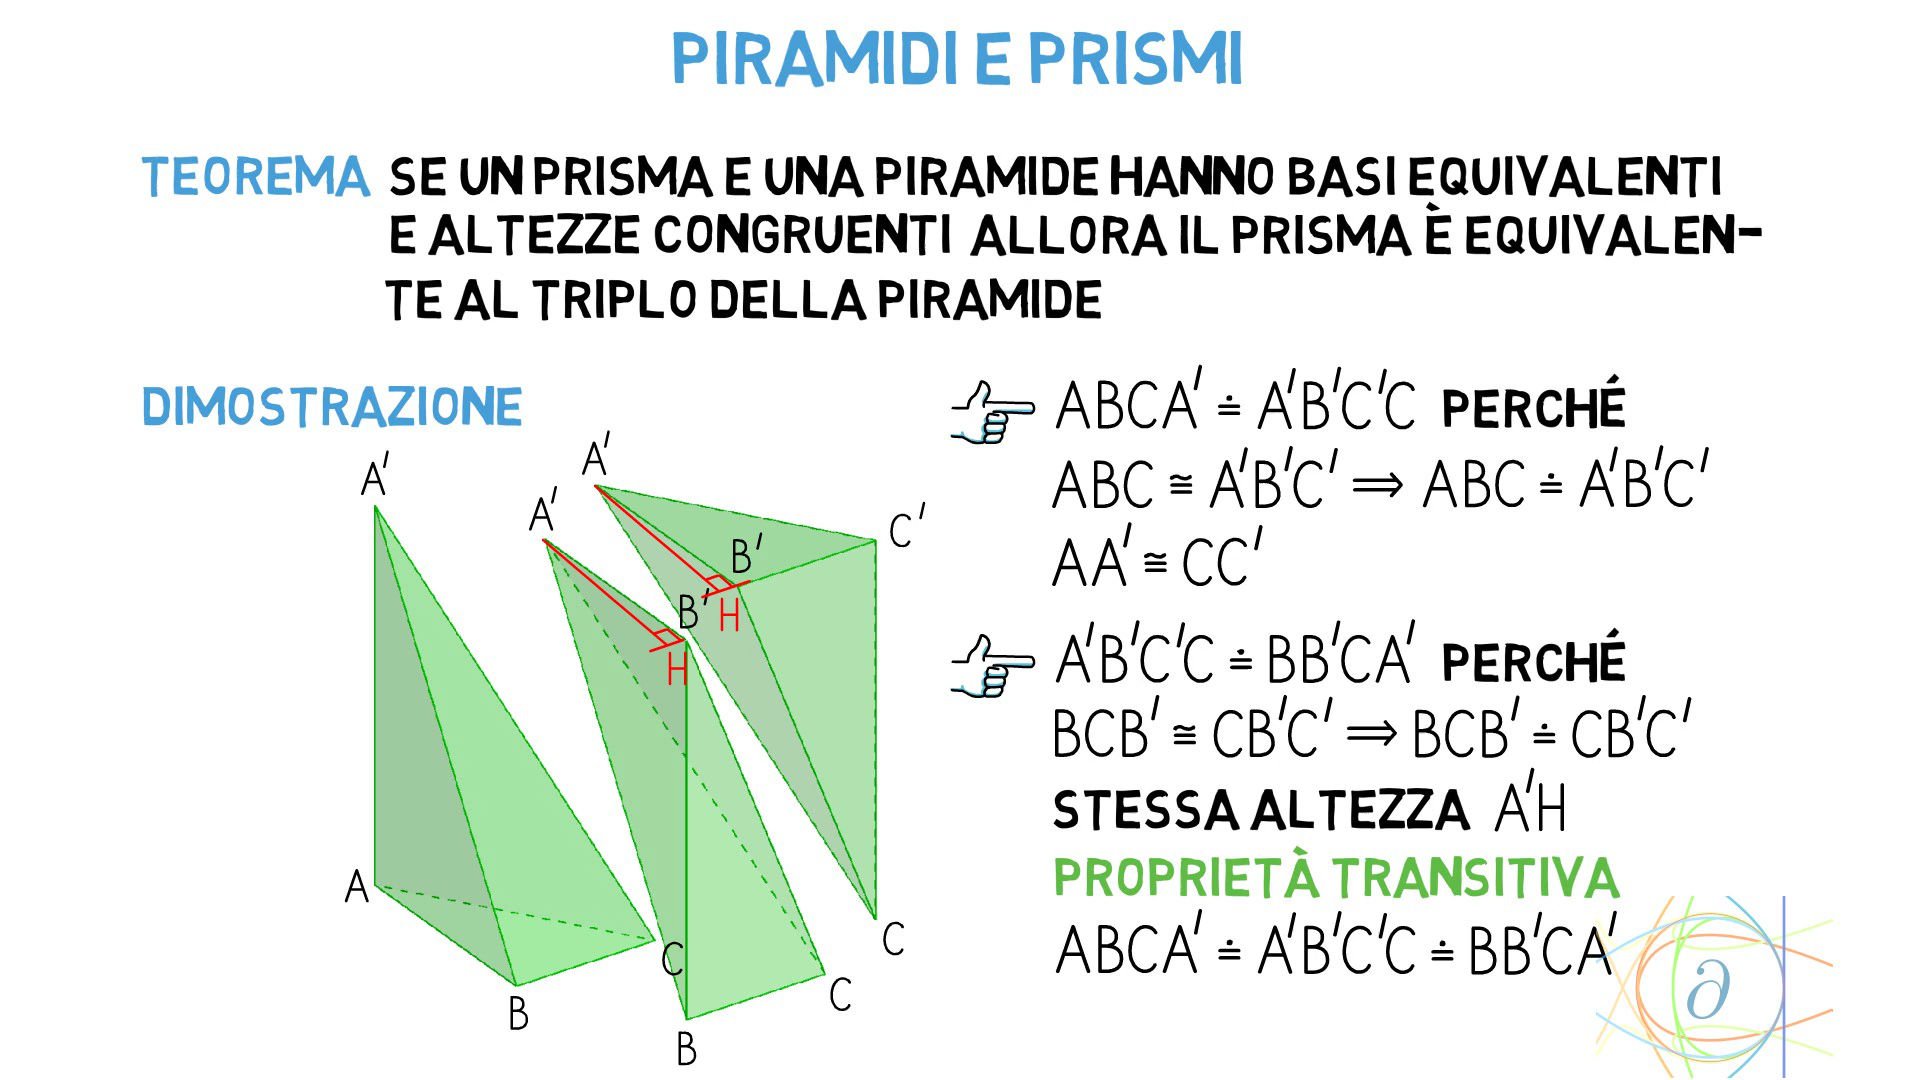 PIRAMIDI E PRISMI
TEOREMA SE UN PRISMA E UNA PIRAMIDE HANNO BASI EQUIVALENTI
E ALTEZZE CONGRUENTI ALLORA IL PRISMA È EQUIVALEN-
TE AL TRIPLO DELLA PIRAMIDE
DIMOSTRAZIONE
A'
A'
A'
B'
C'
B'
H
H
A
B
C
B
C
C
ABCA' ≐ A'B'C'C PERCHÉ
ABC ≅ A'B'C' ⟹ ABC ≐ A'B'C'
AA' ≅ CC'
A'B'C'C ≐ BB'CA' PERCHÉ
BCB' ≅ CB'C' ⟹ BCB' ≐ CB'C'
STESSA ALTEZZA A'H
PROPRIETÀ TRANSITIVA
ABCA' ≐ A'B'C'C ≐ BB'CA'
∂